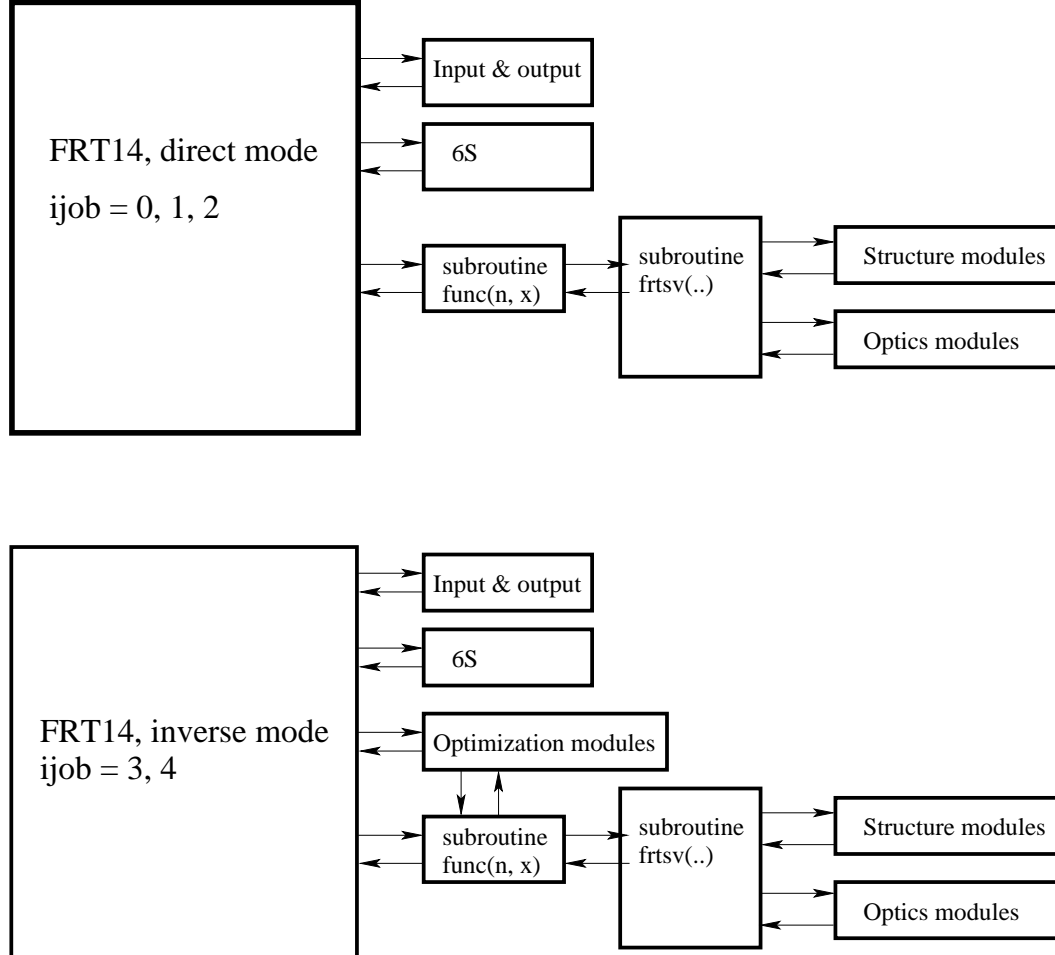 Input & output
FRT14, direct mode
ijob = 0, 1, 2
6S
subroutine
func(n, x)
subroutine
frtsv(..)
Structure modules
Optics modules
Input & output
6S
FRT14, inverse mode
ijob = 3, 4
Optimization modules
subroutine
func(n, x)
subroutine
frtsv(..)
Structure modules
Optics modules